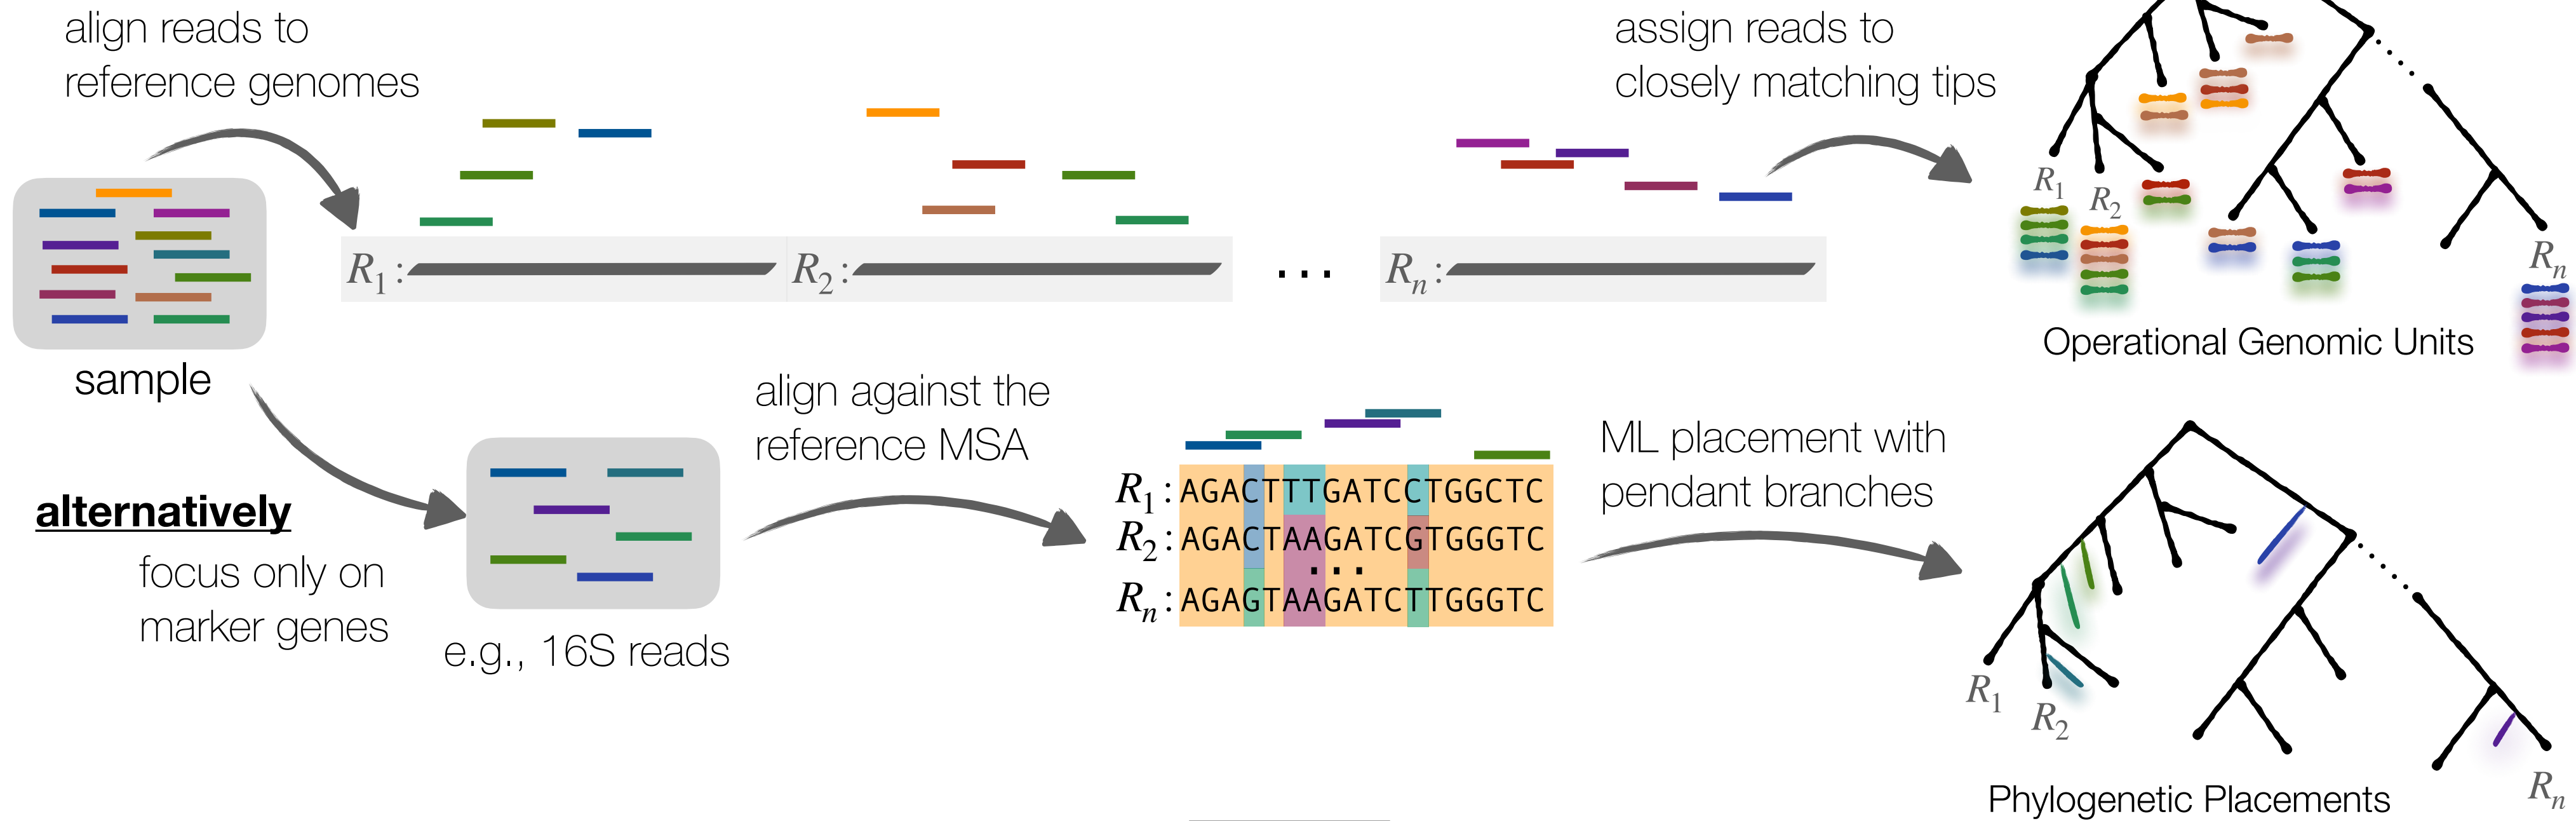 align reads to
reference genomes
assign reads to
closely matching tips
R1
R2
R1:
R2:
...
Rn:
Rn
Operational Genomic Units
sample
align against the
reference MSA
ML placement with
pendant branches
alternatively
focus only on
marker genes
e.g., 16S reads
R1:AGACTTTGATCCTGGCTC
R2:AGACTAAGATCGTGGGTC
...
Rn:AGAGTAAGATCTTGGGTC
R1
R2
Rn
Phylogenetic Placements